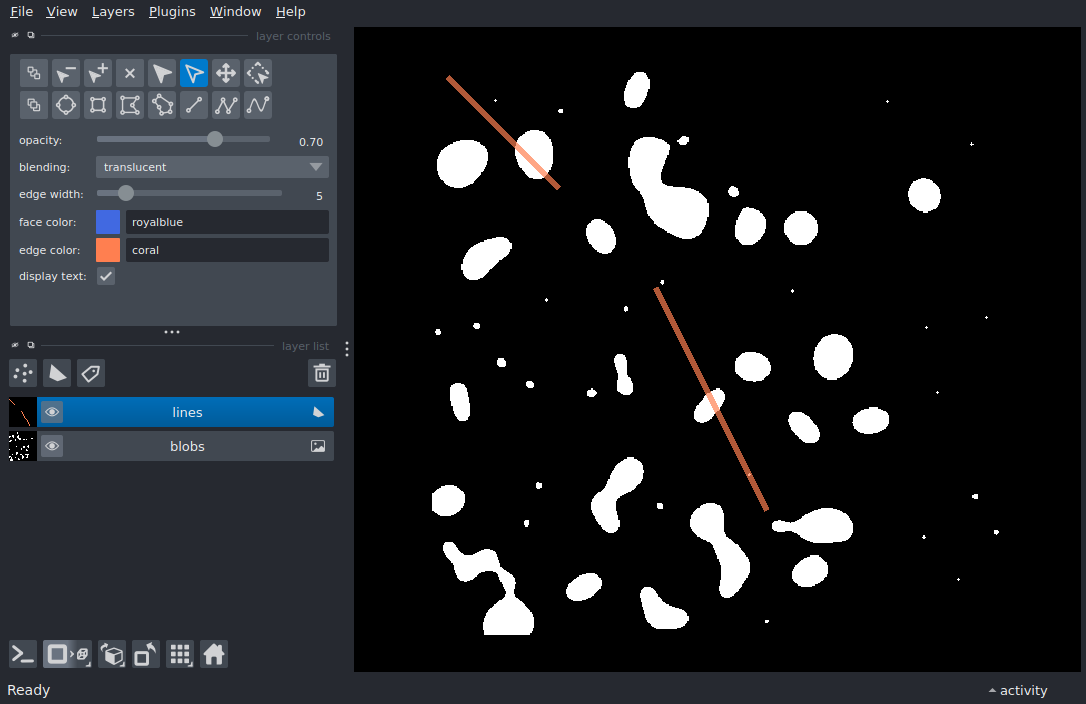 File View Layers Plugins Window Help
layer controls
opacity: 0.70
blending: translucent
edge width: 5
face color: royalblue
edge color: coral
display text:
layer list
lines
blobs
Ready
activity